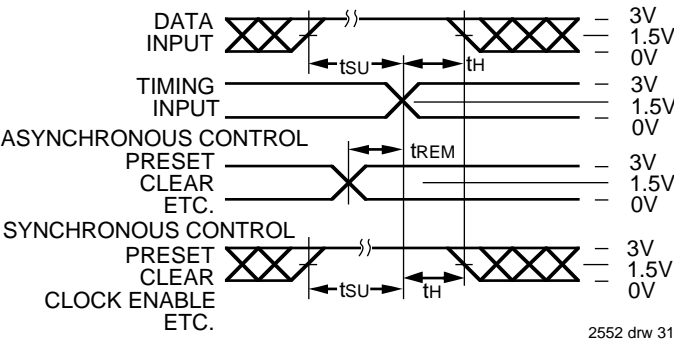 DATA
INPUT
3V
1.5V
0V
tSU
tH
TIMING
INPUT
3V
1.5V
0V
ASYNCHRONOUS CONTROL
tREM
PRESET
CLEAR
ETC.
3V
1.5V
0V
SYNCHRONOUS CONTROL
PRESET
CLEAR
CLOCK ENABLE
ETC.
3V
1.5V
0V
tSU
tH
2552 drw 31